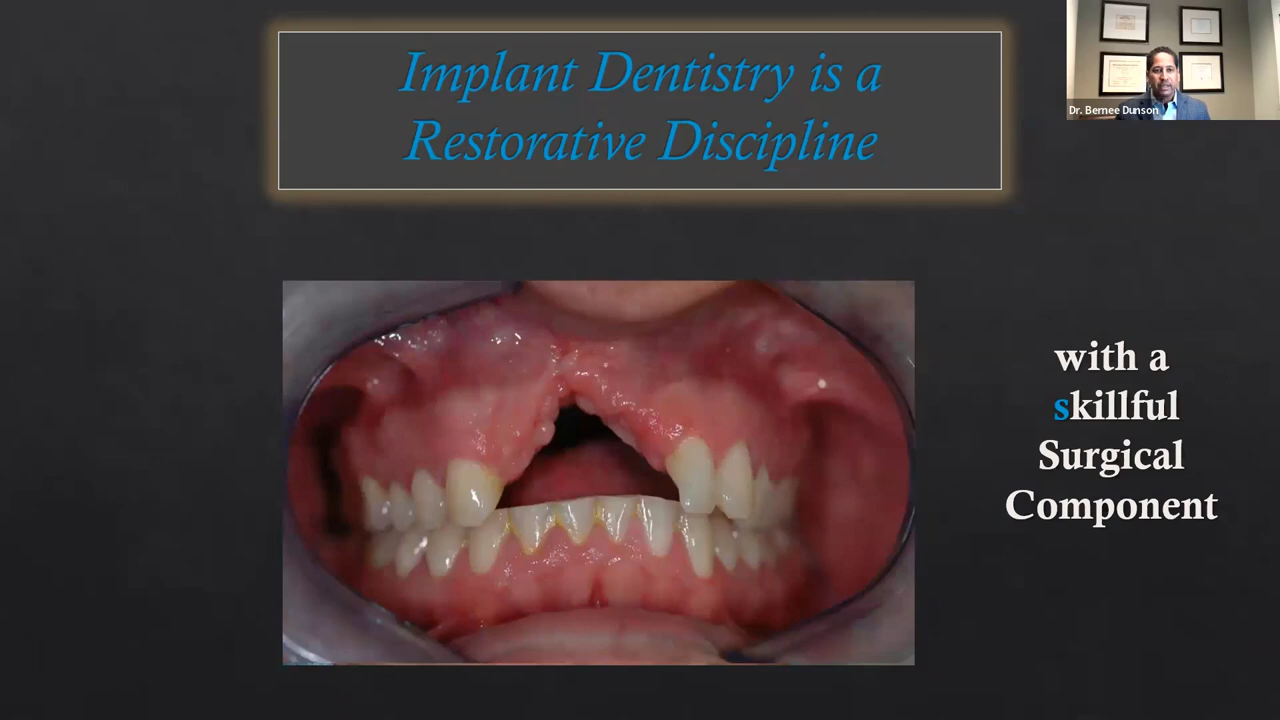 Implant Dentistry is a
Restorative Discipline
Dr. Bernee Dunson
with a
skillful
Surgical
Component